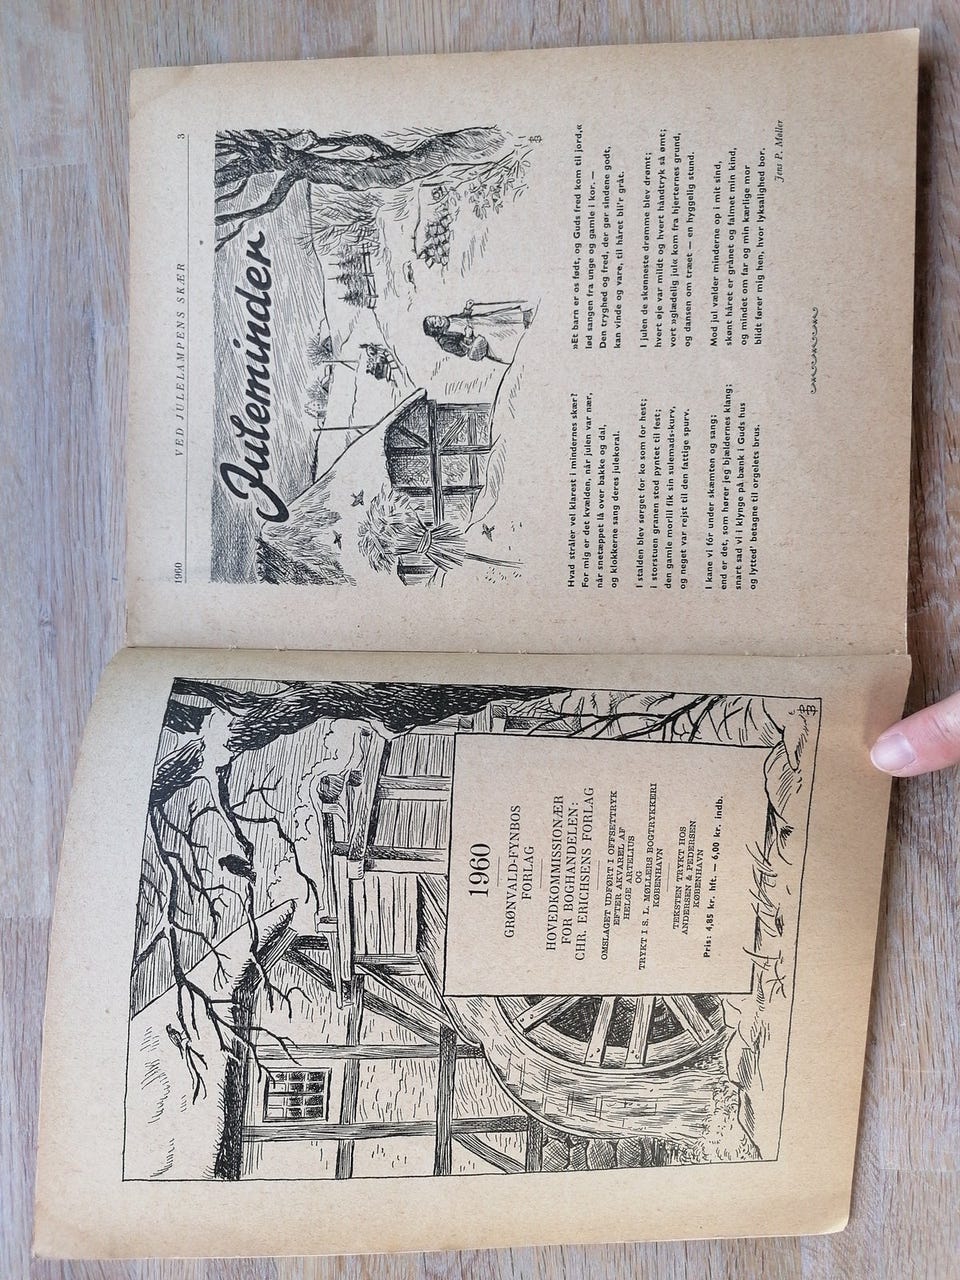 1960
GRØNVALD-FYNBOS
FORLAG
HOVEDKOMMISSIONÆR
FOR BOGHANDELEN:
CHR. ERICHSENS FORLAG
OMSLAGET UDFØRT I OFFSETTRYK
EFTER AKVAREL AF
HELGE ARTELIUS
OG
TRYKT I S. L. MØLLERS BOGTRYKKERI
KØBENHAVN
TEKSTEN TRYKT HOS
ANDERSEN & PEDERSEN
KØBENHAVN
Pris: 4,85 kr. hft. — 6,00 kr. indb.
1960 VED JULELAMPENS SKÆR 3
Juleminder
Hvad stråler vel klarest i mindernes skær?
For mig er det kvælden, når julen var nær,
når snetæppet lå over bakke og dal,
og klokkerne sang deres julekoral.
I stalden blev sørget for ko som for hest;
i storstuen granen stod pyntet til fest;
den gamle morlil fik sin sulemads-kurv,
og neget var rejst til den fattige spurv.
I kane vi fór under skæmten og sang;
end er det, som hører jeg bjældernes klang;
snart sad vi i klynge på bænk i Guds hus
og lytted' betagne til orgelets brus.
»Et barn er os født, og Guds fred kom til jord,«
lød sangen fra unge og gamle i kor. —
Den tryghed og fred, der gør sindene godt,
kan vinde og vare, til håret bli'r gråt.
I julen de skønneste drømme blev drømt;
hvert øje var mildt og hvert håndtryk så ømt;
vort »glædelig jul« kom fra hjerternes grund,
og dansen om træet — en hyggelig stund.
Mod jul vælder minderne op i mit sind,
skønt håret er grånet og falmet min kind,
og mindet om far og min kærlige mor
blidt fører mig hen, hvor lyksalighed bor.
Jens P. Møller